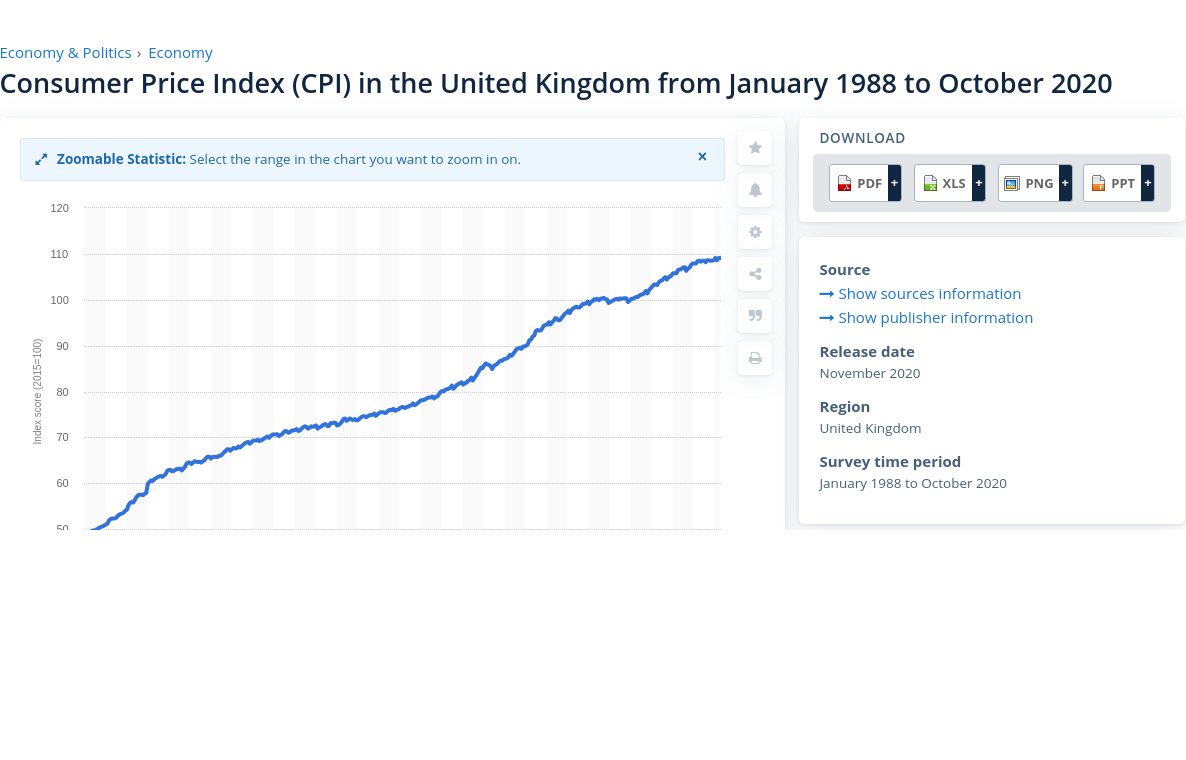 Economy & Politics › Economy
Consumer Price Index (CPI) in the United Kingdom from January 1988 to October 2020
Zoomable Statistic: Select the range in the chart you want to zoom in on.
×
120
110
100
90
80
70
60
50
Index score (2015=100)
DOWNLOAD
PDF + XLS + PNG + PPT +
Source
→ Show sources information
→ Show publisher information
Release date
November 2020
Region
United Kingdom
Survey time period
January 1988 to October 2020